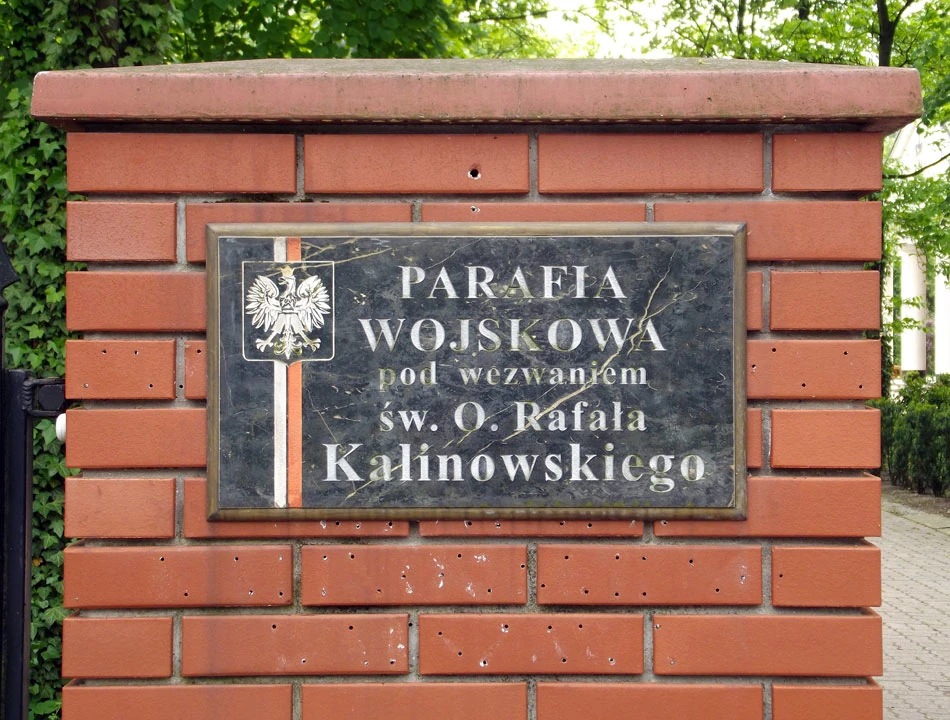 PARAFIA
WOJSKOWA
pod wezwaniem
św. O. Rafała
Kalinowskiego